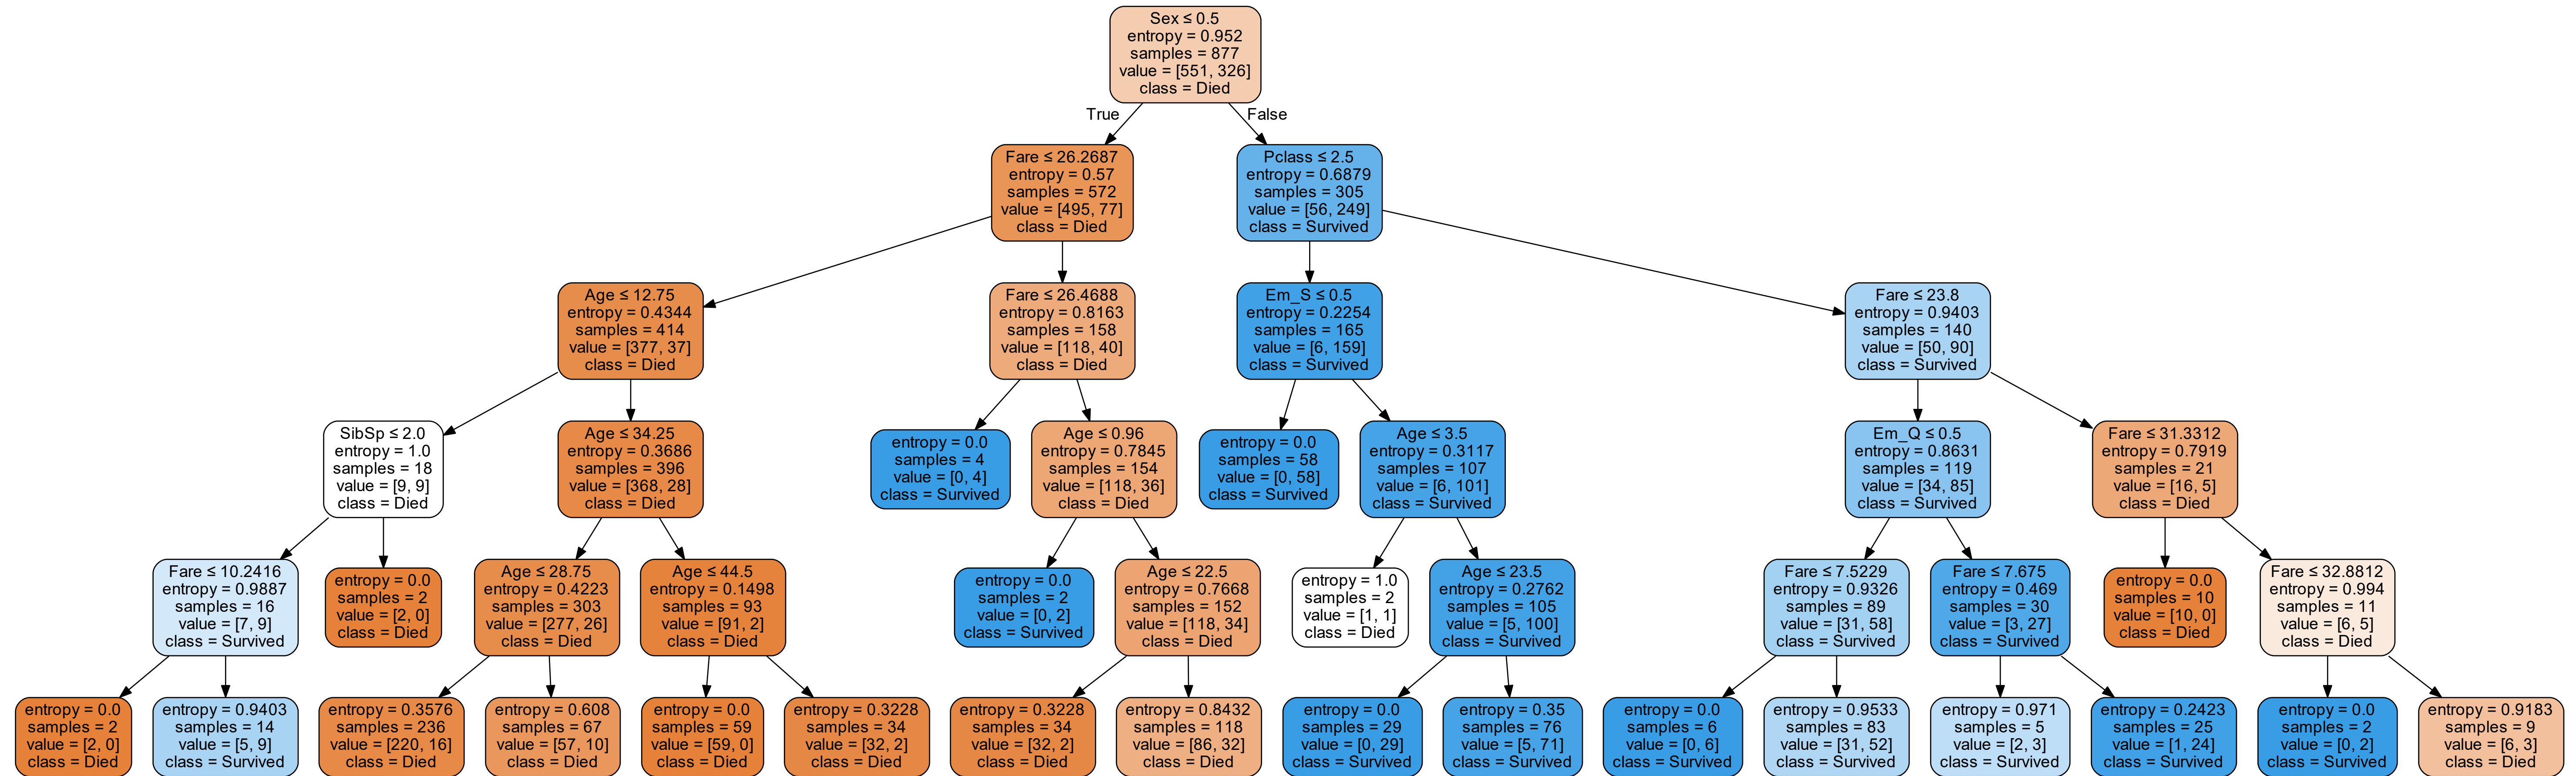 Sex ≤ 0.5
entropy = 0.952
samples = 877
value = [551, 326]
class = Died
True
False
Fare ≤ 26.2687
entropy = 0.57
samples = 572
value = [495, 77]
class = Died
Pclass ≤ 2.5
entropy = 0.6879
samples = 305
value = [56, 249]
class = Survived
Age ≤ 12.75
entropy = 0.4344
samples = 414
value = [377, 37]
class = Died
Fare ≤ 26.4688
entropy = 0.8163
samples = 158
value = [118, 40]
class = Died
Em_S ≤ 0.5
entropy = 0.2254
samples = 165
value = [6, 159]
class = Survived
Fare ≤ 23.8
entropy = 0.9403
samples = 140
value = [50, 90]
class = Survived
SibSp ≤ 2.0
entropy = 1.0
samples = 18
value = [9, 9]
class = Died
Age ≤ 34.25
entropy = 0.3686
samples = 396
value = [368, 28]
class = Died
entropy = 0.0
samples = 4
value = [0, 4]
class = Survived
Age ≤ 0.96
entropy = 0.7845
samples = 154
value = [118, 36]
class = Died
entropy = 0.0
samples = 58
value = [0, 58]
class = Survived
Age ≤ 3.5
entropy = 0.3117
samples = 107
value = [6, 101]
class = Survived
Em_Q ≤ 0.5
entropy = 0.8631
samples = 119
value = [34, 85]
class = Survived
Fare ≤ 31.3312
entropy = 0.7919
samples = 21
value = [16, 5]
class = Died
Fare ≤ 10.2416
entropy = 0.9887
samples = 16
value = [7, 9]
class = Survived
entropy = 0.0
samples = 2
value = [2, 0]
class = Died
Age ≤ 28.75
entropy = 0.4223
samples = 303
value = [277, 26]
class = Died
Age ≤ 44.5
entropy = 0.1498
samples = 93
value = [91, 2]
class = Died
entropy = 0.0
samples = 2
value = [0, 2]
class = Survived
Age ≤ 22.5
entropy = 0.7668
samples = 152
value = [118, 34]
class = Died
entropy = 1.0
samples = 2
value = [1, 1]
class = Died
Age ≤ 23.5
entropy = 0.2762
samples = 105
value = [5, 100]
class = Survived
Fare ≤ 7.5229
entropy = 0.9326
samples = 89
value = [31, 58]
class = Survived
Fare ≤ 7.675
entropy = 0.469
samples = 30
value = [3, 27]
class = Survived
entropy = 0.0
samples = 10
value = [10, 0]
class = Died
Fare ≤ 32.8812
entropy = 0.994
samples = 11
value = [6, 5]
class = Died
entropy = 0.0
samples = 2
value = [2, 0]
class = Died
entropy = 0.9403
samples = 14
value = [5, 9]
class = Survived
entropy = 0.3576
samples = 236
value = [220, 16]
class = Died
entropy = 0.608
samples = 67
value = [57, 10]
class = Died
entropy = 0.0
samples = 59
value = [59, 0]
class = Died
entropy = 0.3228
samples = 34
value = [32, 2]
class = Died
entropy = 0.3228
samples = 34
value = [32, 2]
class = Died
entropy = 0.8432
samples = 118
value = [86, 32]
class = Died
entropy = 0.0
samples = 29
value = [0, 29]
class = Survived
entropy = 0.35
samples = 76
value = [5, 71]
class = Survived
entropy = 0.0
samples = 6
value = [0, 6]
class = Survived
entropy = 0.9533
samples = 83
value = [31, 52]
class = Survived
entropy = 0.971
samples = 5
value = [2, 3]
class = Survived
entropy = 0.2423
samples = 25
value = [1, 24]
class = Survived
entropy = 0.0
samples = 2
value = [0, 2]
class = Survived
entropy = 0.9183
samples = 9
value = [6, 3]
class = Died